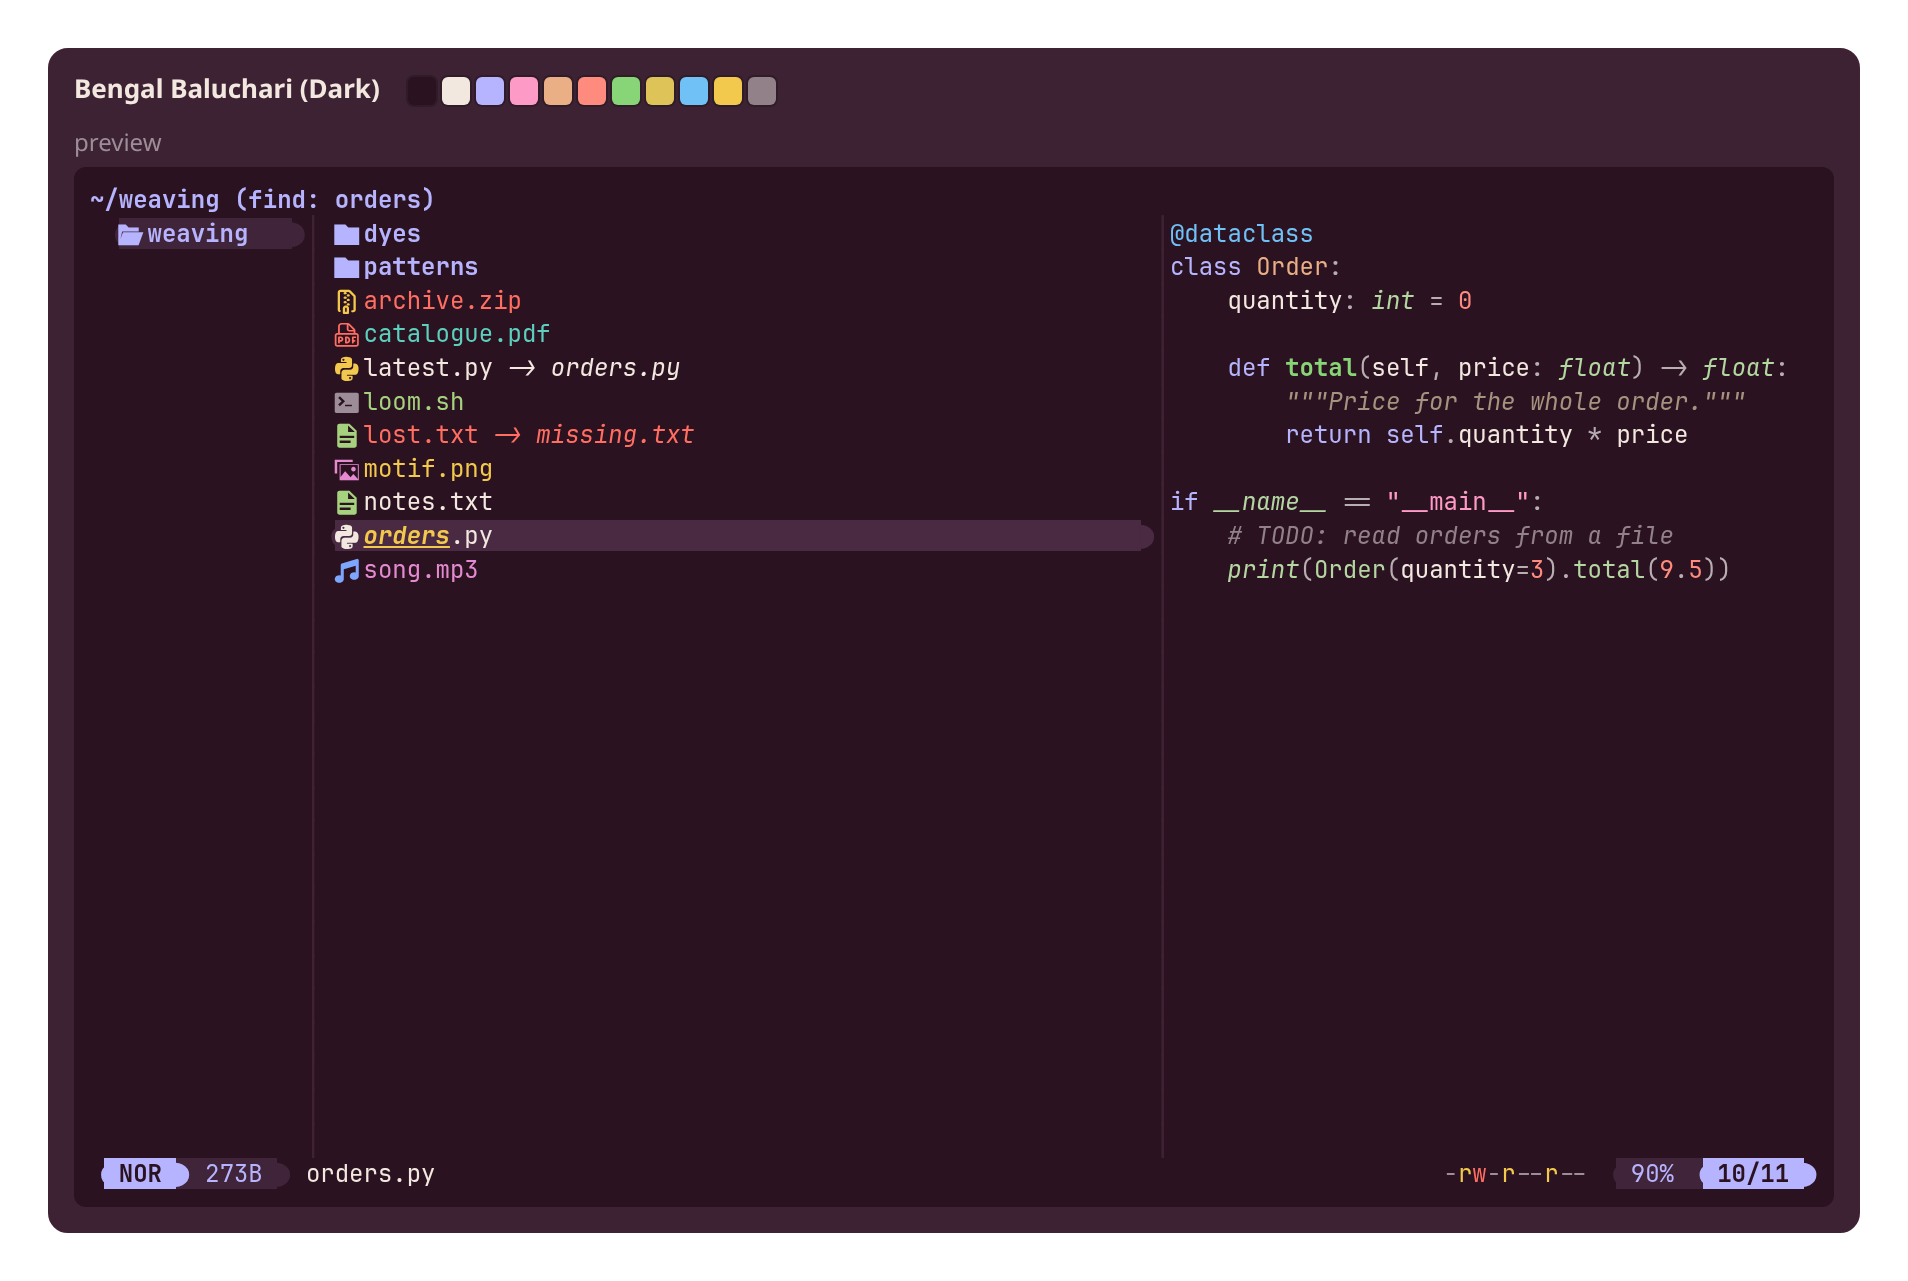 Bengal Baluchari (Dark)
preview
~/weaving (find: orders)
weaving
dyes
patterns
archive.zip
catalogue.pdf
latest.py -> orders.py
loom.sh
lost.txt -> missing.txt
motif.png
notes.txt
orders.py
song.mp3
@dataclass
class Order:
    quantity: int = 0
    def total(self, price: float) -> float:
        """Price for the whole order."""
        return self.quantity * price
if __name__ == "__main__":
    # TODO: read orders from a file
    print(Order(quantity=3).total(9.5))
NOR 273B orders.py
-rw-r--r-- 90% 10/11